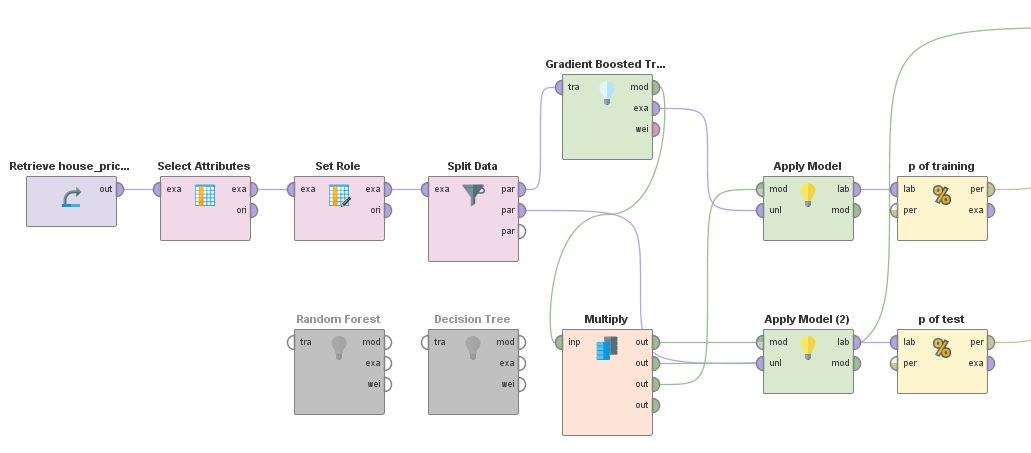 Gradient Boosted Tr...
tra mod
exa
wei
Retrieve house_pric...
out
Select Attributes
exa exa
ori
Set Role
exa exa
ori
Split Data
exa par
par
par
Apply Model
mod lab
unl mod
p of training
lab per
per exa
Random Forest
tra mod
exa
wei
Decision Tree
tra mod
exa
wei
Multiply
inp out
out
out
out
Apply Model (2)
mod lab
unl mod
p of test
lab per
per exa